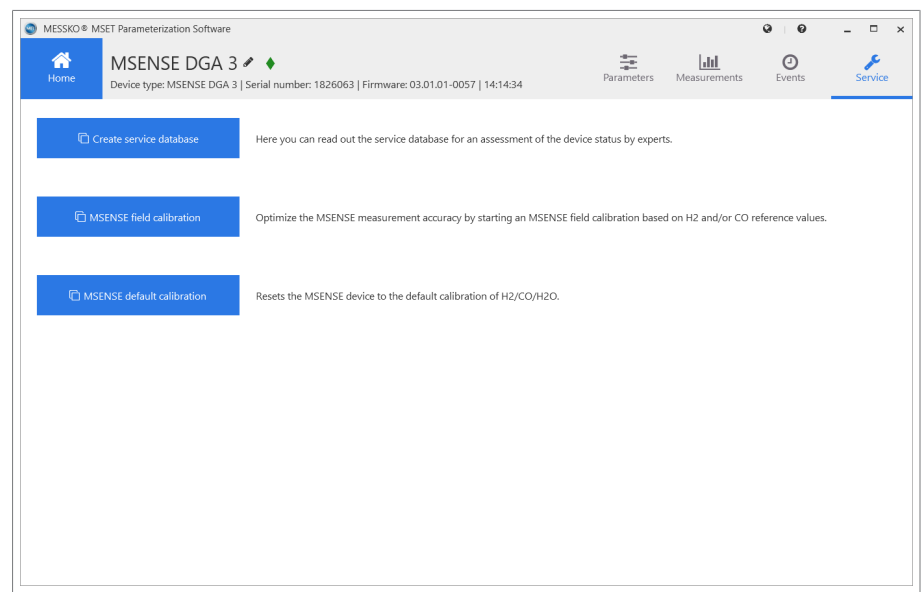 MESSKO® MSET Parameterization Software
Home
MSENSE DGA 3
Device type: MSENSE DGA 3 | Serial number: 1826063 | Firmware: 03.01.01-0057 | 14:14:34
Parameters
Measurements
Events
Service
Create service database
Here you can read out the service database for an assessment of the device status by experts.
MSENSE field calibration
Optimize the MSENSE measurement accuracy by starting an MSENSE field calibration based on H2 and/or CO reference values.
MSENSE default calibration
Resets the MSENSE device to the default calibration of H2/CO/H2O.